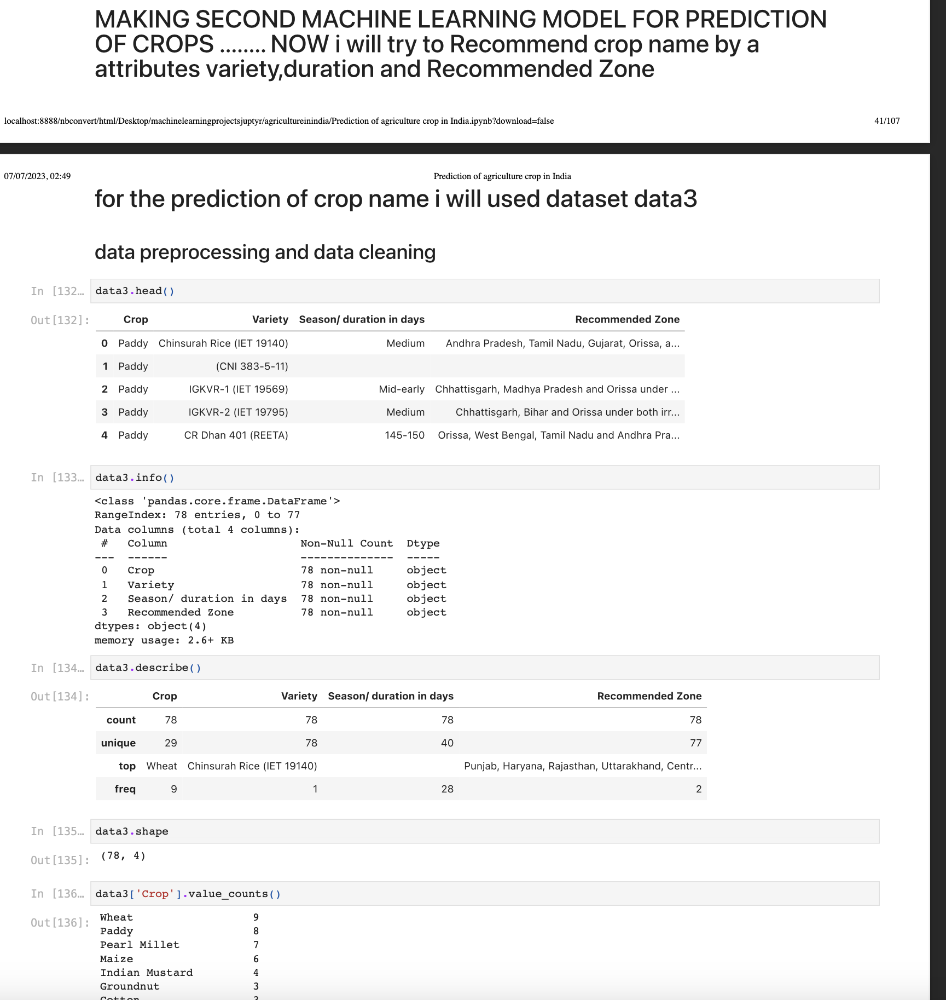 MAKING SECOND MACHINE LEARNING MODEL FOR PREDICTION
OF CROPS ........ NOW i will try to Recommend crop name by a
attributes variety,duration and Recommended Zone
localhost:8888/nbconvert/html/Desktop/machinelearningprojectsjuptyr/agricultureinindia/Prediction of agriculture crop in India.ipynb?download=false 41/107
07/07/2023, 02:49 Prediction of agriculture crop in India
for the prediction of crop name i will used dataset data3
data preprocessing and data cleaning
In [132… data3.head()
Out[132]: Crop Variety Season/ duration in days Recommended Zone
0 Paddy Chinsurah Rice (IET 19140) Medium Andhra Pradesh, Tamil Nadu, Gujarat, Orissa, a...
1 Paddy (CNI 383-5-11)
2 Paddy IGKVR-1 (IET 19569) Mid-early Chhattisgarh, Madhya Pradesh and Orissa under ...
3 Paddy IGKVR-2 (IET 19795) Medium Chhattisgarh, Bihar and Orissa under both irr...
4 Paddy CR Dhan 401 (REETA) 145-150 Orissa, West Bengal, Tamil Nadu and Andhra Pra...
In [133… data3.info()
<class 'pandas.core.frame.DataFrame'>
RangeIndex: 78 entries, 0 to 77
Data columns (total 4 columns):
# Column Non-Null Count Dtype
--- ------ -------------- -----
0 Crop 78 non-null object
1 Variety 78 non-null object
2 Season/ duration in days 78 non-null object
3 Recommended Zone 78 non-null object
dtypes: object(4)
memory usage: 2.6+ KB
In [134… data3.describe()
Out[134]: Crop Variety Season/ duration in days Recommended Zone
count 78 78 78 78
unique 29 78 40 77
top Wheat Chinsurah Rice (IET 19140) Punjab, Haryana, Rajasthan, Uttarakhand, Centr...
freq 9 1 28 2
In [135… data3.shape
Out[135]: (78, 4)
In [136… data3['Crop'].value_counts()
Out[136]: Wheat 9
Paddy 8
Pearl Millet 7
Maize 6
Indian Mustard 4
Groundnut 3
Cotton 3